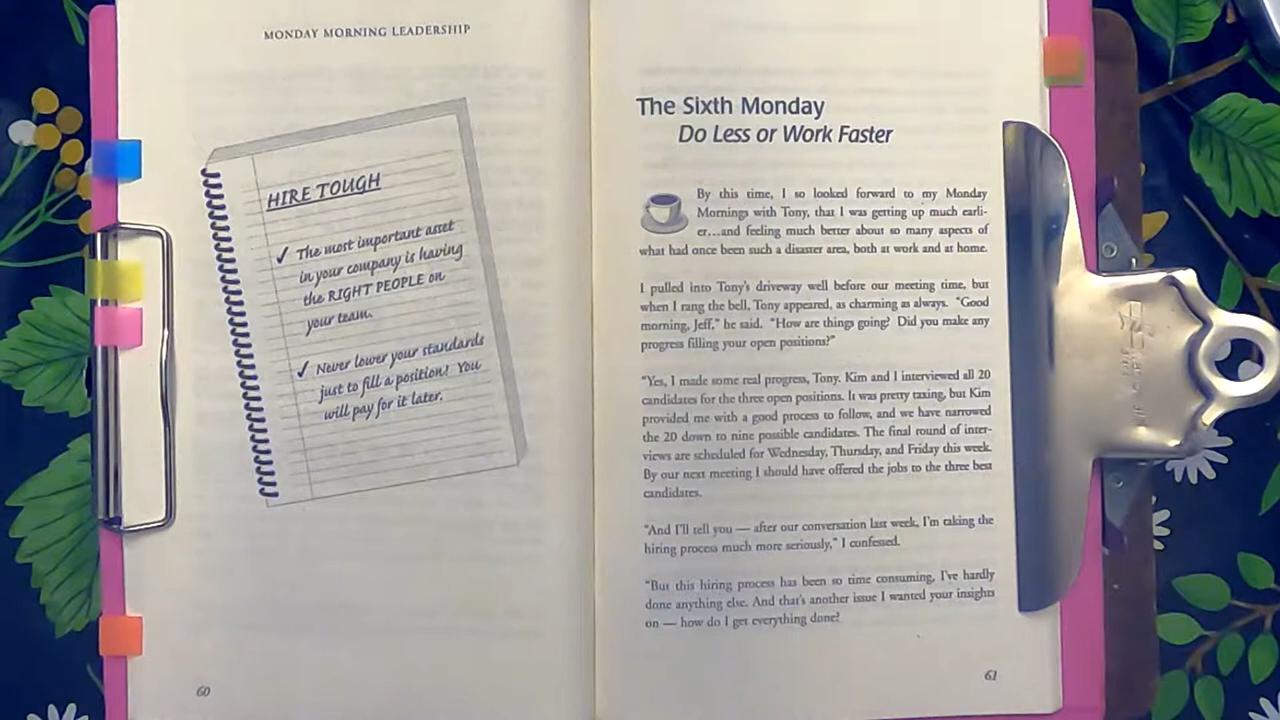 MONDAY MORNING LEADERSHIP
HIRE TOUGH
✓ The most important asset
in your company is having
the RIGHT PEOPLE on
your team.
✓ Never lower your standards
just to fill a position! You
will pay for it later.
60
The Sixth Monday
Do Less or Work Faster
By this time, I so looked forward to my Monday
Mornings with Tony, that I was getting up much earli-
er…and feeling much better about so many aspects of
what had once been such a disaster area, both at work and at home.
I pulled into Tony's driveway well before our meeting time, but
when I rang the bell, Tony appeared, as charming as always. "Good
morning, Jeff," he said. "How are things going? Did you make any
progress filling your open positions?"
"Yes, I made some real progress, Tony. Kim and I interviewed all 20
candidates for the three open positions. It was pretty taxing, but Kim
provided me with a good process to follow, and we have narrowed
the 20 down to nine possible candidates. The final round of inter-
views are scheduled for Wednesday, Thursday, and Friday this week.
By our next meeting I should have offered the jobs to the three best
candidates.
"And I'll tell you — after our conversation last week, I'm taking the
hiring process much more seriously," I confessed.
"But this hiring process has been so time consuming, I've hardly
done anything else. And that's another issue I wanted your insights
on — how do I get everything done?
61